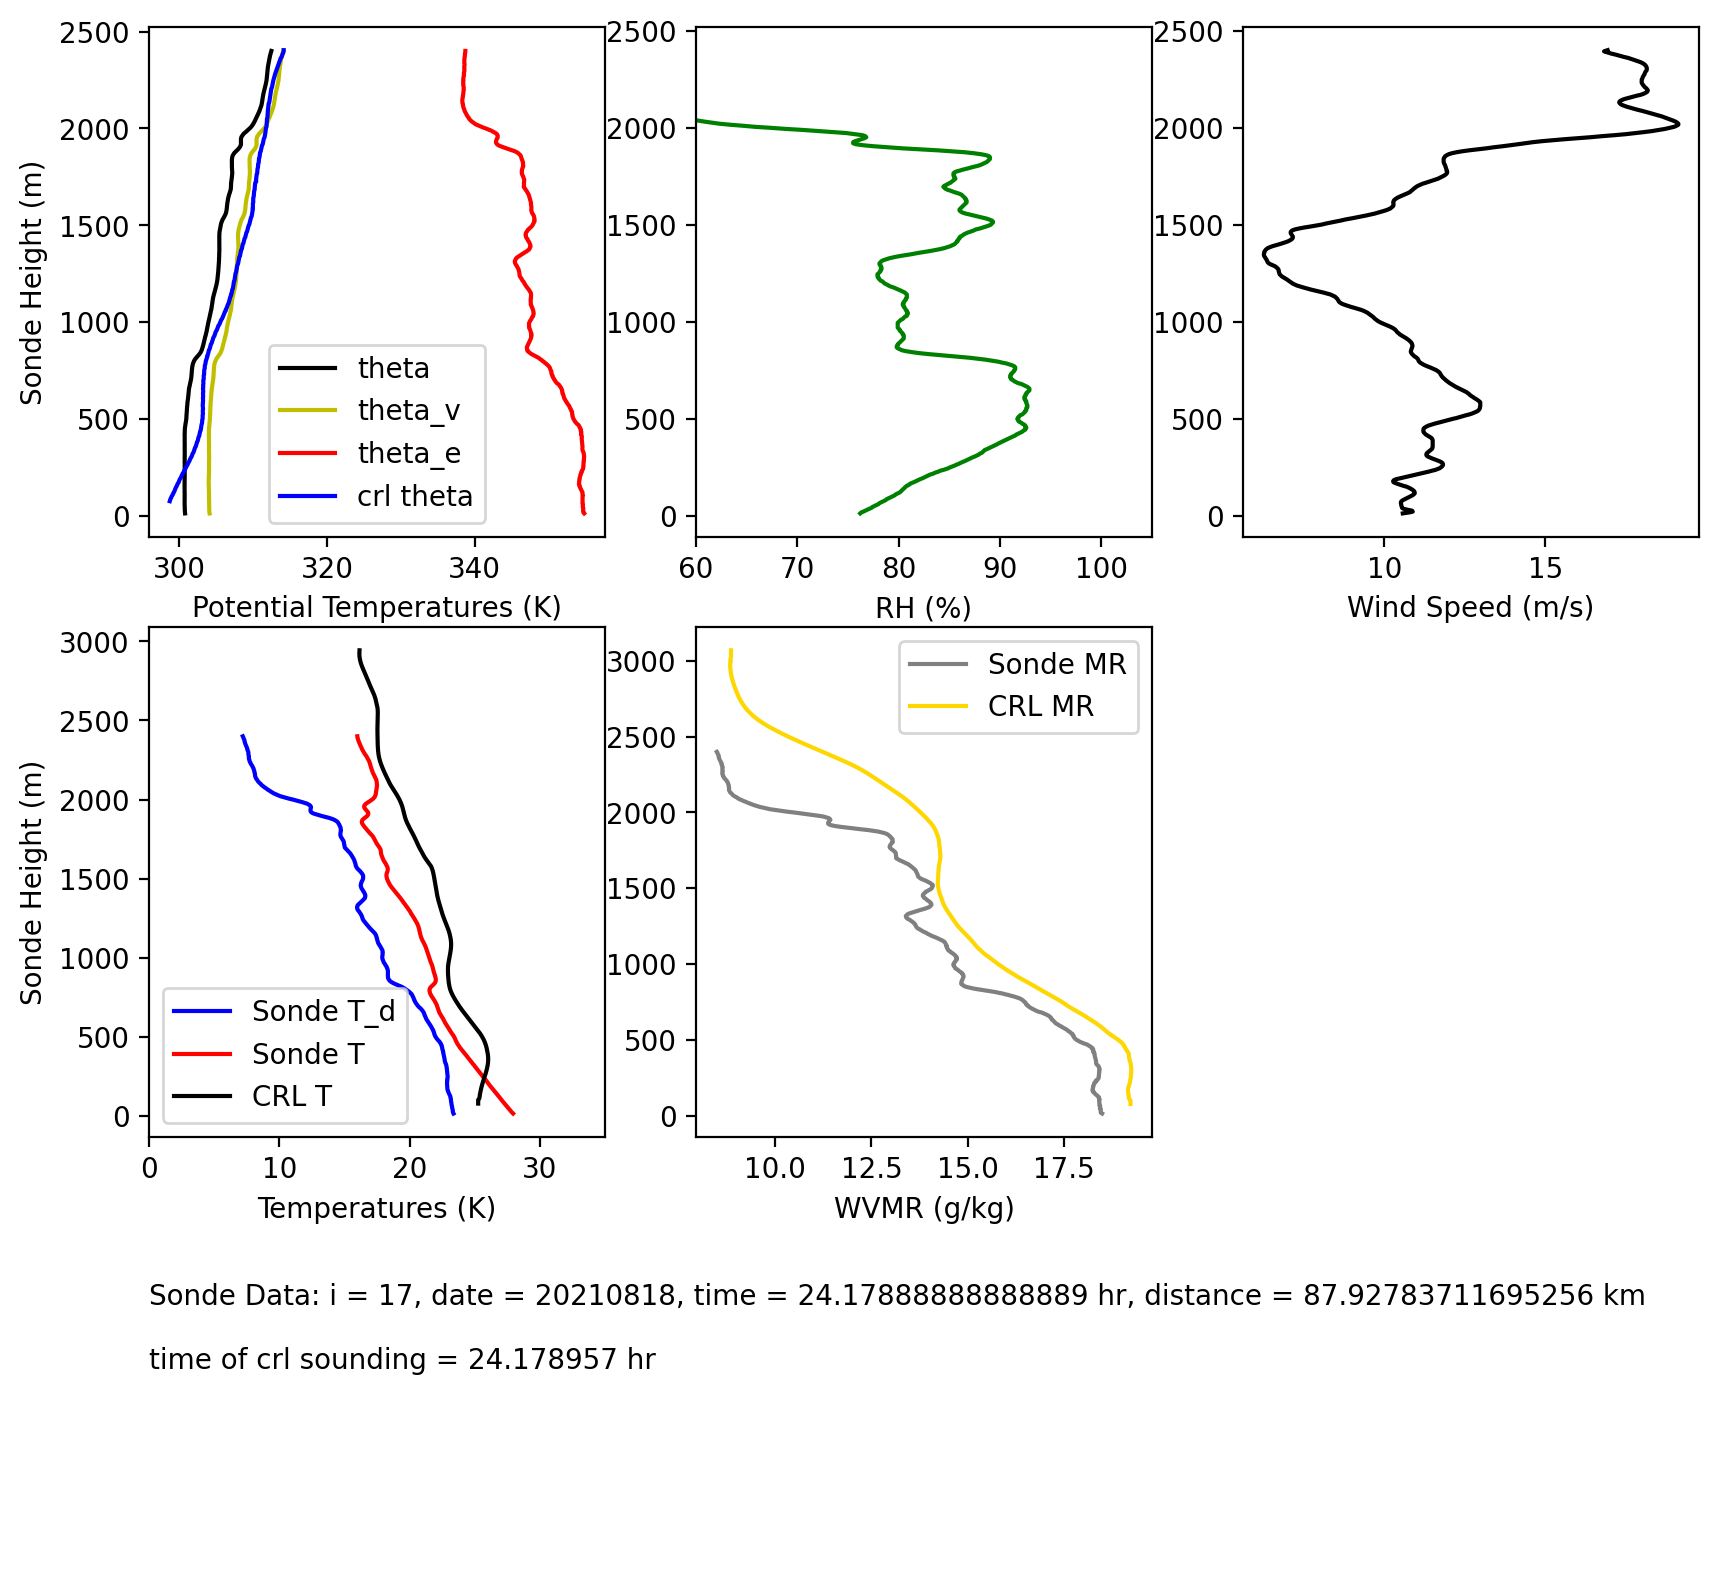 2500
2000
1500
1000
500
0
Sonde Height (m)
theta
theta_v
theta_e
crl theta
300 320 340
Potential Temperatures (K)
2500
2000
1500
1000
500
0
60 70 80 90 100
RH (%)
2500
2000
1500
1000
500
0
10 15
Wind Speed (m/s)
3000
2500
2000
1500
1000
500
0
Sonde Height (m)
Sonde T_d
Sonde T
CRL T
0 10 20 30
Temperatures (K)
3000
2500
2000
1500
1000
500
0
Sonde MR
CRL MR
10.0 12.5 15.0 17.5
WVMR (g/kg)
Sonde Data: i = 17, date = 20210818, time = 24.17888888888889 hr, distance = 87.92783711695256 km
time of crl sounding = 24.178957 hr